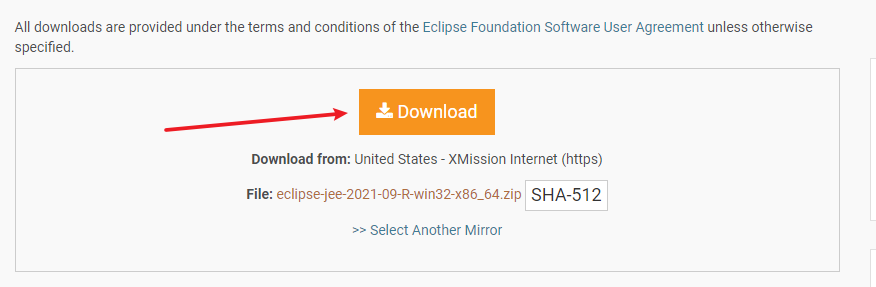 All downloads are provided under the terms and conditions of the Eclipse Foundation Software User Agreement unless otherwise
specified.
Download
Download from: United States - XMission Internet (https)
File: eclipse-jee-2021-09-R-win32-x86_64.zip SHA-512
>> Select Another Mirror